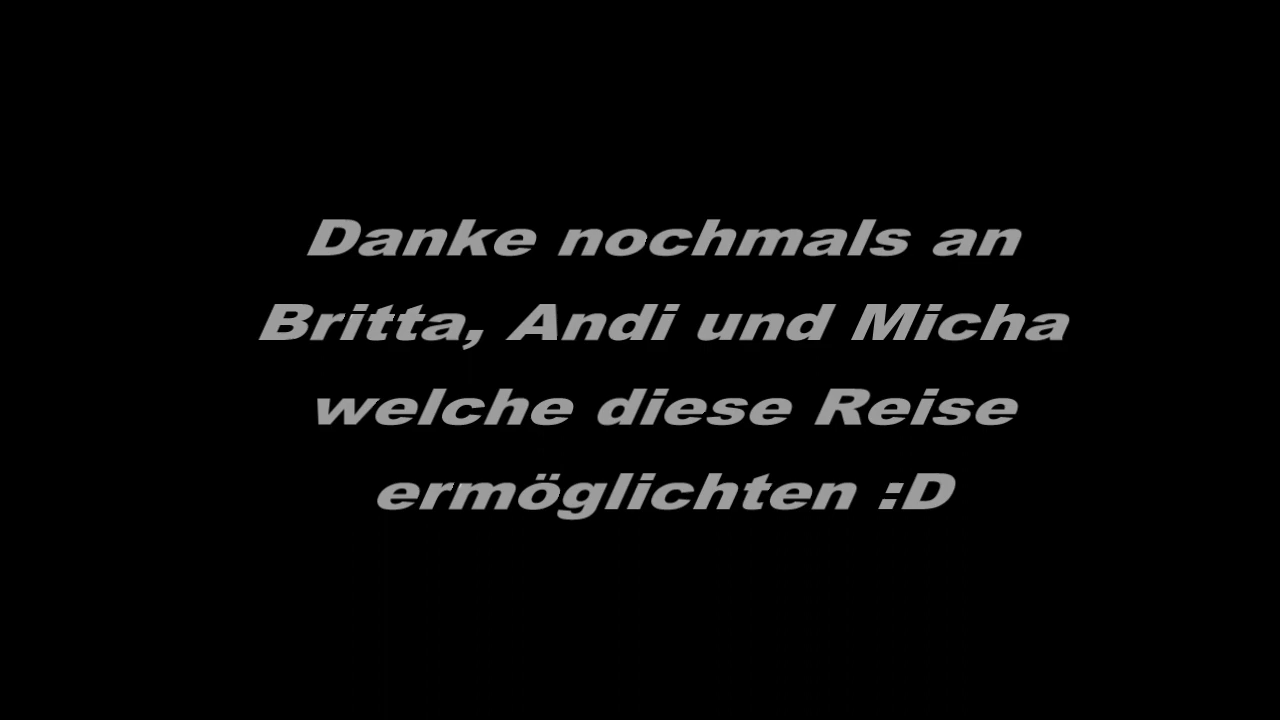 Danke nochmals an
Britta, Andi und Micha
welche diese Reise
ermöglichten :D